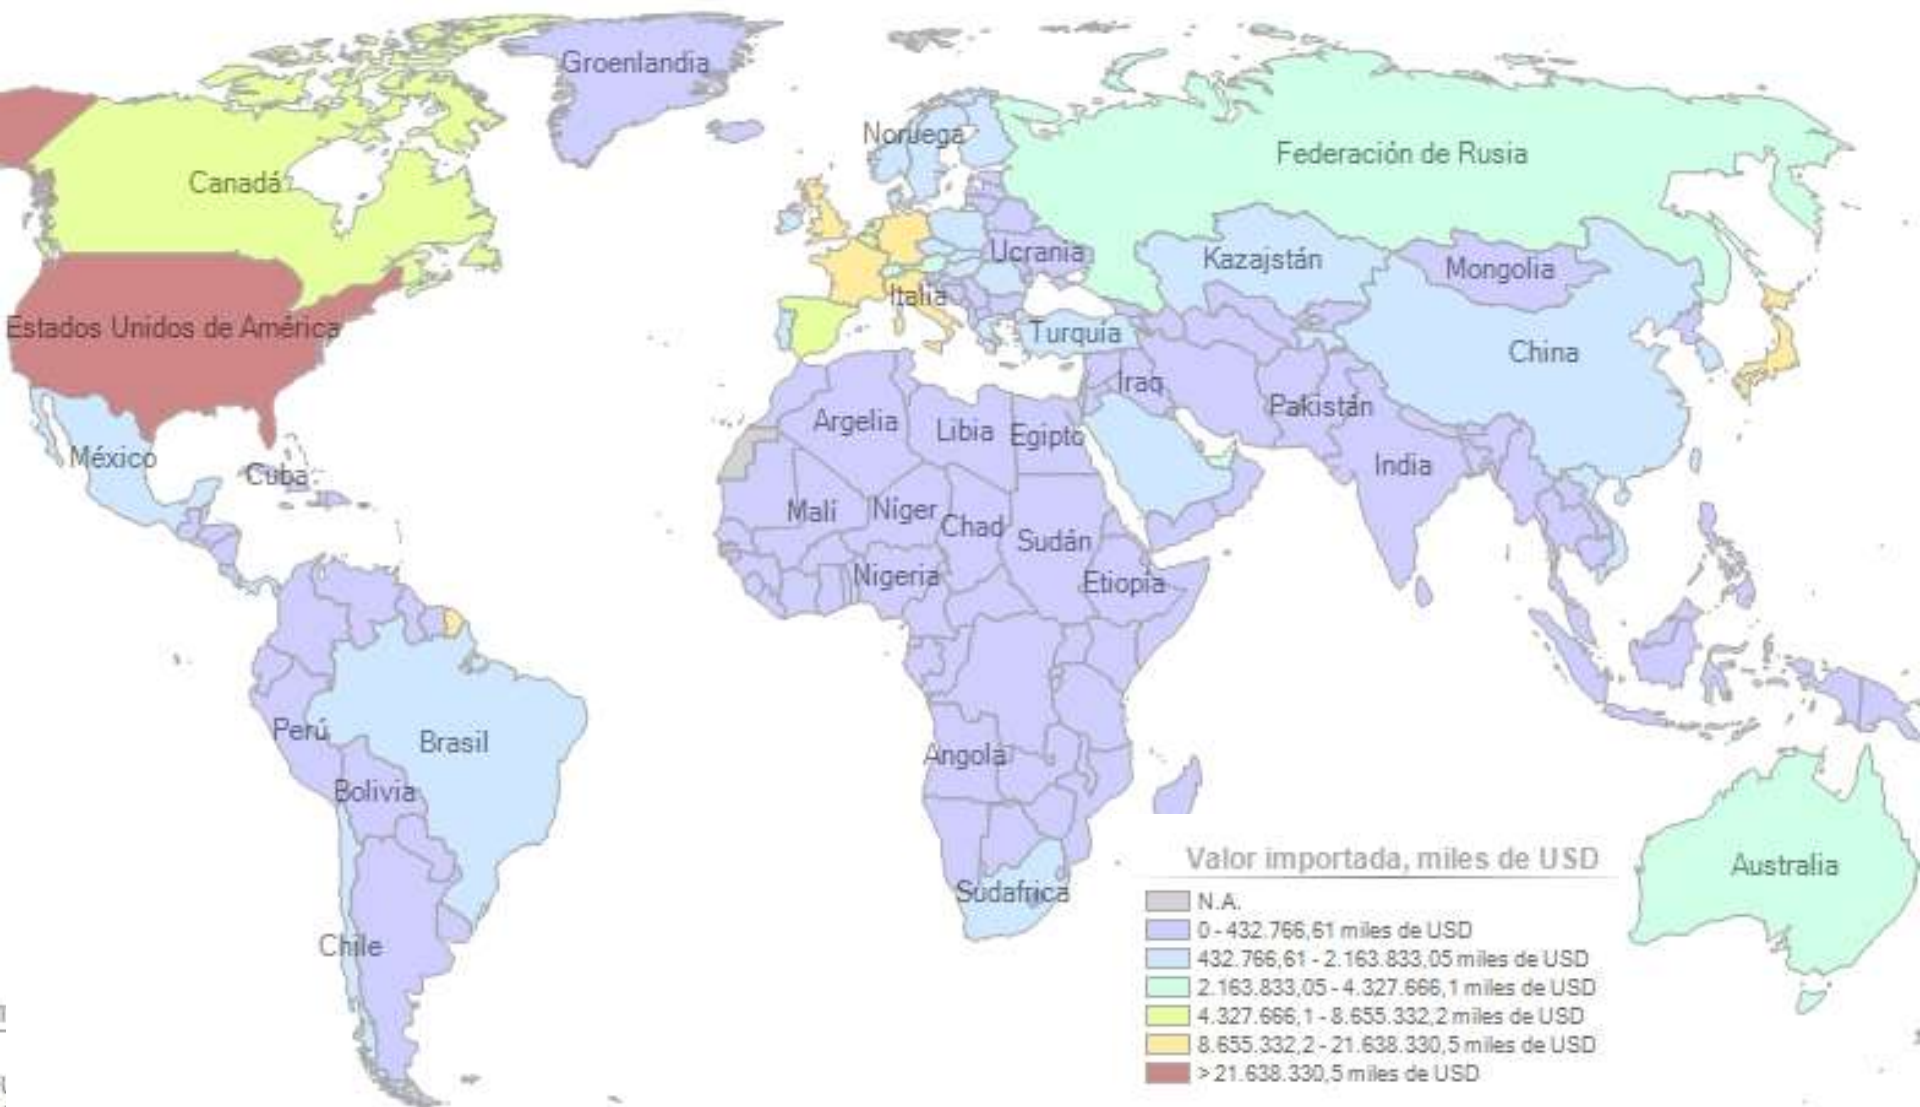 Groenlandia
Noruega
Federación de Rusia
Canadá
Ucrania
Kazajstán
Mongolia
Italia
Estados Unidos de América
Turquía
China
Iraq
Pakistán
Argelia
Libia
Egipto
México
Cuba
India
Malí
Níger
Chad
Sudán
Nigeria
Etiopía
Perú
Brasil
Angola
Bolivia
Sudafrica
Chile
Australia
Valor importada, miles de USD
N.A.
0 - 432.766,61 miles de USD
432.766,61 - 2.163.833,05 miles de USD
2.163.833,05 - 4.327.666,1 miles de USD
4.327.666,1 - 8.655.332,2 miles de USD
8.655.332,2 - 21.638.330,5 miles de USD
> 21.638.330,5 miles de USD